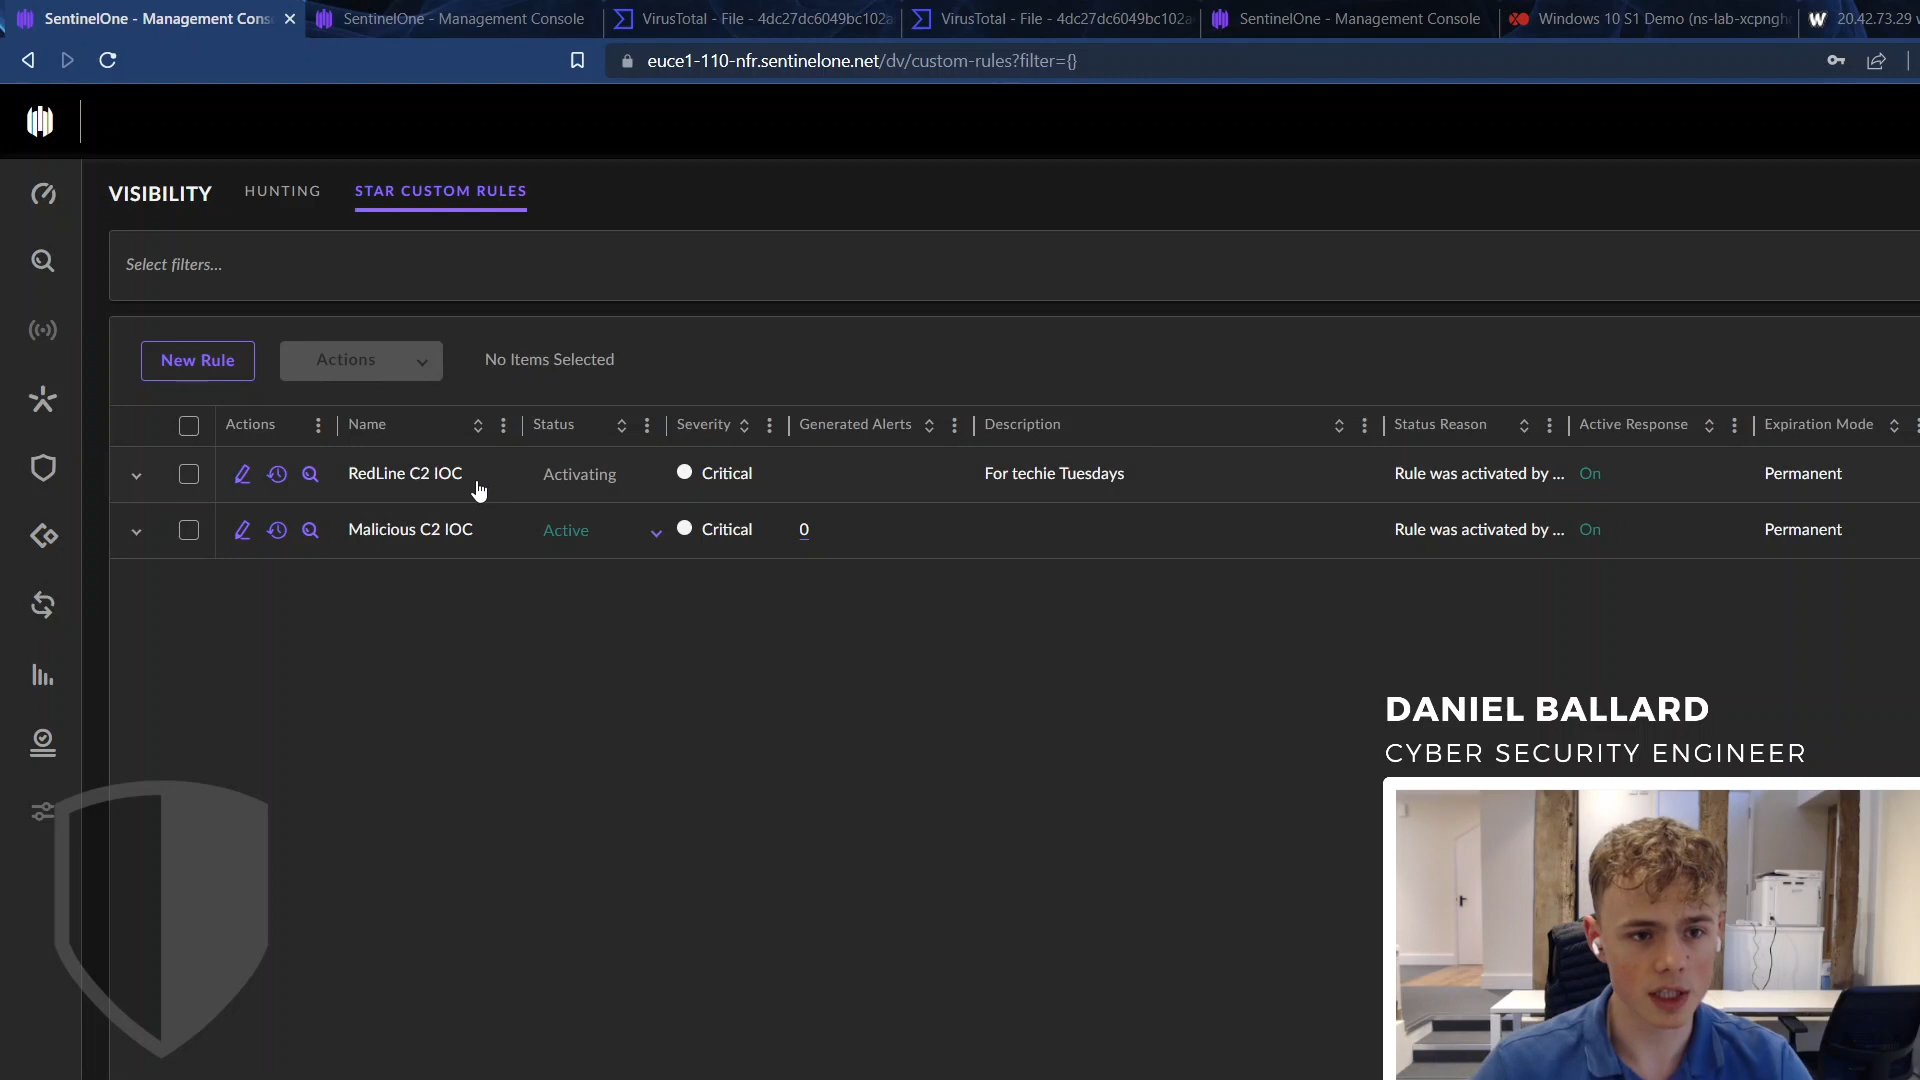 SentinelOne - Management Cons
SentinelOne - Management Console
VirusTotal - File - 4dc27dc6049bc102a
VirusTotal - File - 4dc27dc6049bc102a
SentinelOne - Management Console
Windows 10 S1 Demo (ns-lab-xcpngh
20.42.73.29
euce1-110-nfr.sentinelone.net/dv/custom-rules?filter={}
VISIBILITY
HUNTING
STAR CUSTOM RULES
Select filters...
New Rule
Actions
No Items Selected
Actions Name Status Severity Generated Alerts Description Status Reason Active Response Expiration Mode
RedLine C2 IOC Activating Critical For techie Tuesdays Rule was activated by ... On Permanent
Malicious C2 IOC Active Critical 0 Rule was activated by ... On Permanent
DANIEL BALLARD
CYBER SECURITY ENGINEER